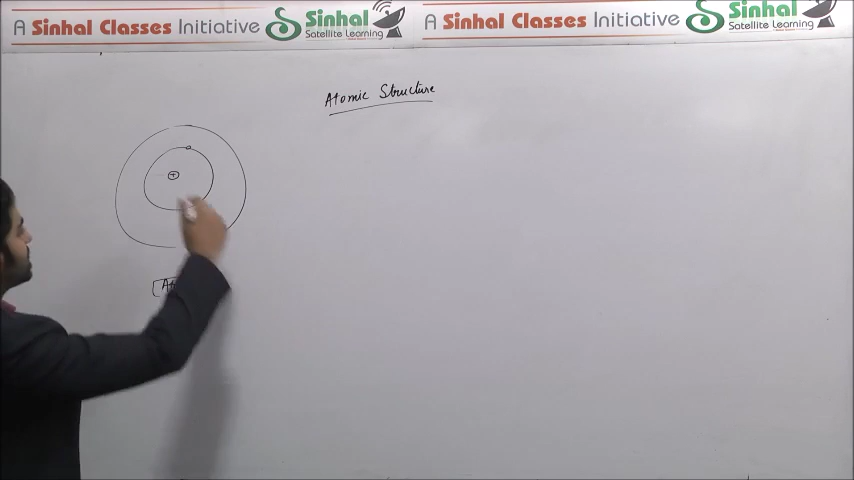 A Sinhal Classes Initiative Sinhal Satellite Learning A Sinhal Classes Initiative Sinhal Satellite Learning
Atomic Structure
+